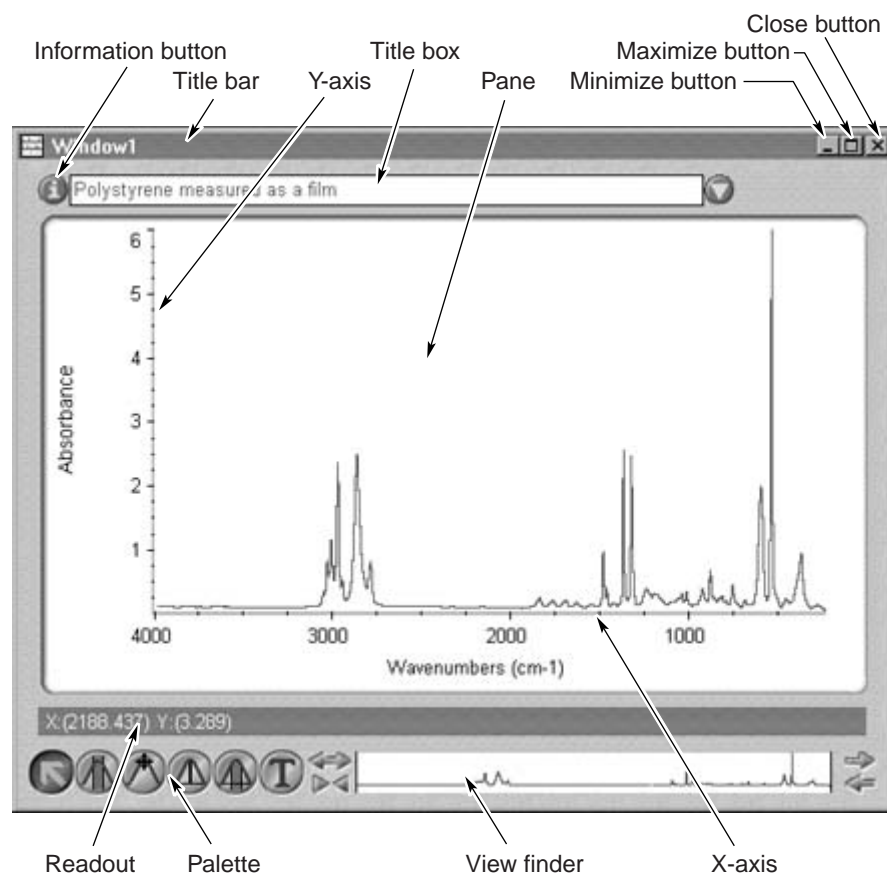 Close button
Information button Title box Maximize button
Title bar Y-axis Pane Minimize button
Window1
i Polystyrene measured as a film
6
5
4
3
2
1
Absorbance
4000 3000 2000 1000
Wavenumbers (cm-1)
X:(2188.437) Y:(3.289)
T
Readout Palette View finder X-axis